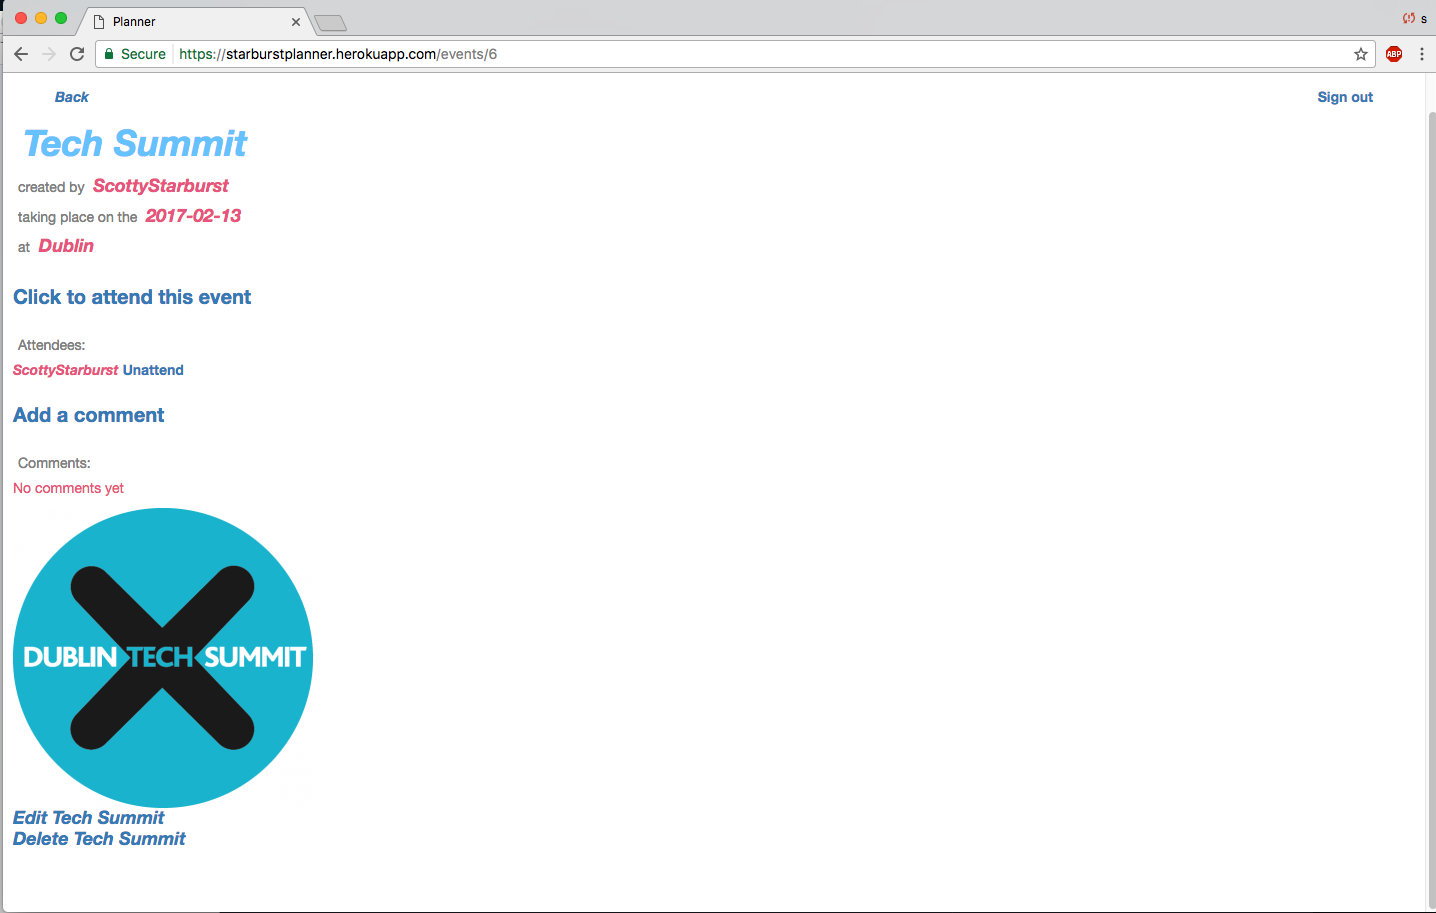 Planner
s
Secure https://starburstplanner.herokuapp.com/events/6
ABP
Back
Sign out
Tech Summit
created by ScottyStarburst
taking place on the 2017-02-13
at Dublin
Click to attend this event
Attendees:
ScottyStarburst Unattend
Add a comment
Comments:
No comments yet
DUBLIN TECH SUMMIT
Edit Tech Summit
Delete Tech Summit